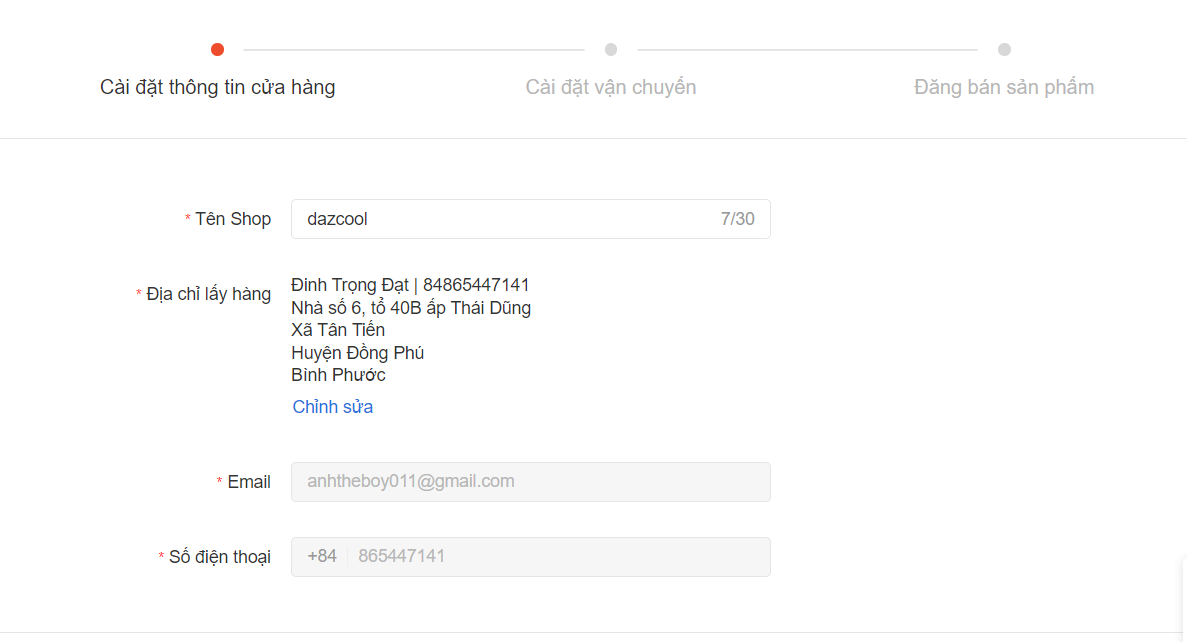 Cài đặt thông tin cửa hàng
Cài đặt vận chuyển
Đăng bán sản phẩm
* Tên Shop
dazcool
7/30
* Địa chỉ lấy hàng
Đinh Trọng Đạt | 84865447141
Nhà số 6, tổ 40B ấp Thái Dũng
Xã Tân Tiến
Huyện Đồng Phú
Bình Phước
Chỉnh sửa
* Email
anhtheboy011@gmail.com
* Số điện thoại
+84
865447141